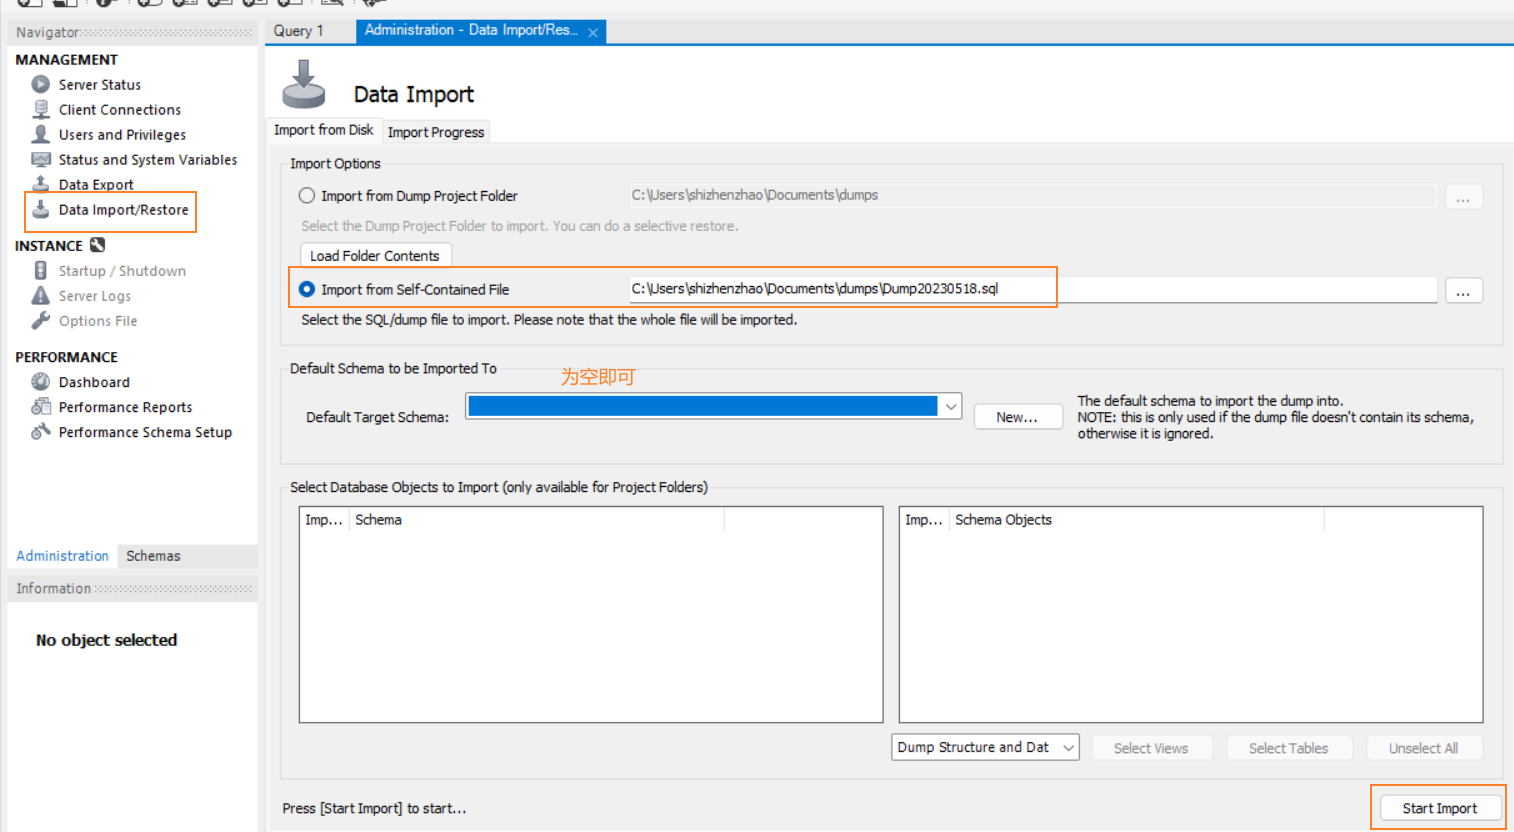 Navigator
MANAGEMENT
Server Status
Client Connections
Users and Privileges
Status and System Variables
Data Export
Data Import/Restore
INSTANCE
Startup / Shutdown
Server Logs
Options File
PERFORMANCE
Dashboard
Performance Reports
Performance Schema Setup
Administration
Schemas
Information
No object selected
Query 1
Administration - Data Import/Res...
Data Import
Import from Disk
Import Progress
Import Options
Import from Dump Project Folder
C:\Users\shizhenzhao\Documents\dumps
...
Select the Dump Project Folder to import. You can do a selective restore.
Load Folder Contents
Import from Self-Contained File
C:\Users\shizhenzhao\Documents\dumps\Dump20230518.sql
...
Select the SQL/dump file to import. Please note that the whole file will be imported.
Default Schema to be Imported To
为空即可
Default Target Schema:
New...
The default schema to import the dump into.
NOTE: this is only used if the dump file doesn't contain its schema,
otherwise it is ignored.
Select Database Objects to Import (only available for Project Folders)
Imp...
Schema
Imp...
Schema Objects
Dump Structure and Dat
Select Views
Select Tables
Unselect All
Press [Start Import] to start...
Start Import